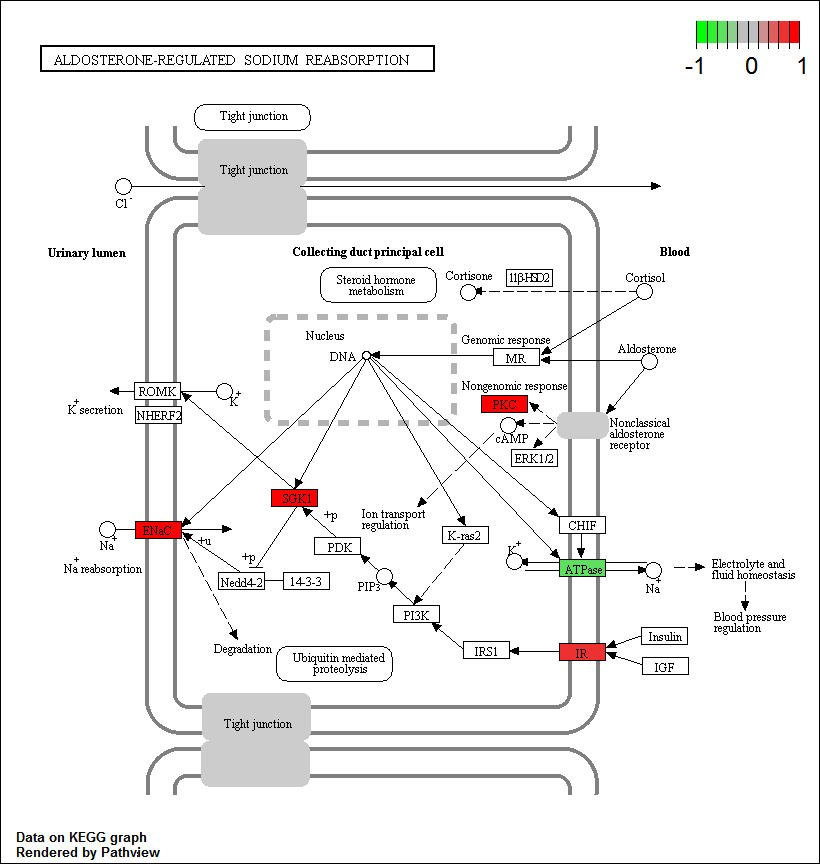 ALDOSTERONE-REGULATED SODIUM REABSORPTION
-1 0 1
Tight junction
Tight junction
Cl-
Urinary lumen
Collecting duct principal cell
Blood
Steroid hormone
metabolism
Cortisone
11β-HSD2
Cortisol
Nucleus
DNA
Genomic response
MR
Aldosterone
Nongenomic response
PKC
cAMP
ERK1/2
Nonclassical
aldosterone
receptor
ROMK
NHERF2
K+
K+ secretion
SGK1
Ion transport
regulation
ENaC
Na+
Na+ reabsorption
+u
+p
+p
PDK
K-ras2
CHIF
K+
ATPase
Na+
Electrolyte and
fluid homeostasis
Blood pressure
regulation
Nedd4-2
14-3-3
PIP3
PI3K
Degradation
Ubiquitin mediated
proteolysis
IRS1
IR
Insulin
IGF
Tight junction
Data on KEGG graph
Rendered by Pathview